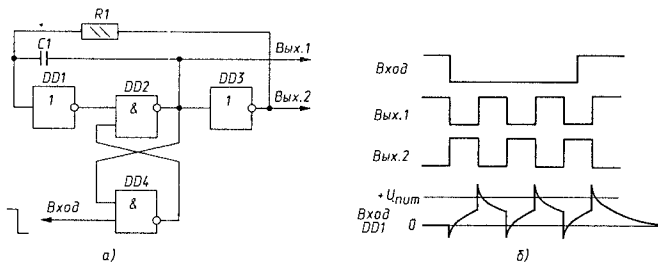 R1
C1
Вых.1
DD1
DD2
DD3
1
&
1
Вых.2
DD4
&
Вход
а)
Вход
Вых.1
Вых.2
+Uпит
Вход
DD1
0
б)